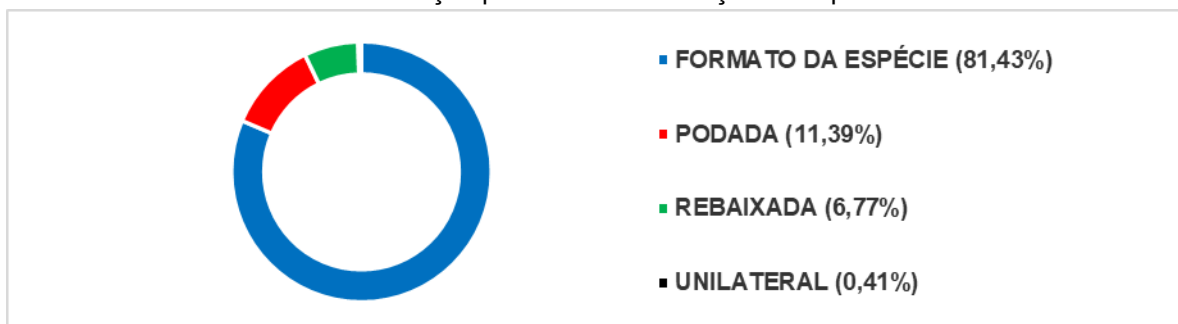 FORMATO DA ESPÉCIE (81,43%)
PODADA (11,39%)
REBAIXADA (6,77%)
UNILATERAL (0,41%)